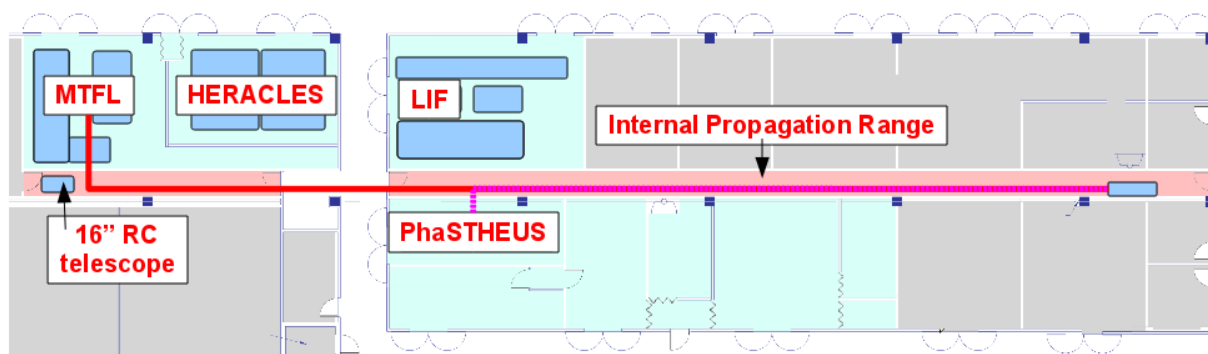 MTFL
HERACLES
LIF
Internal Propagation Range
PhaSTHEUS
16” RC
telescope